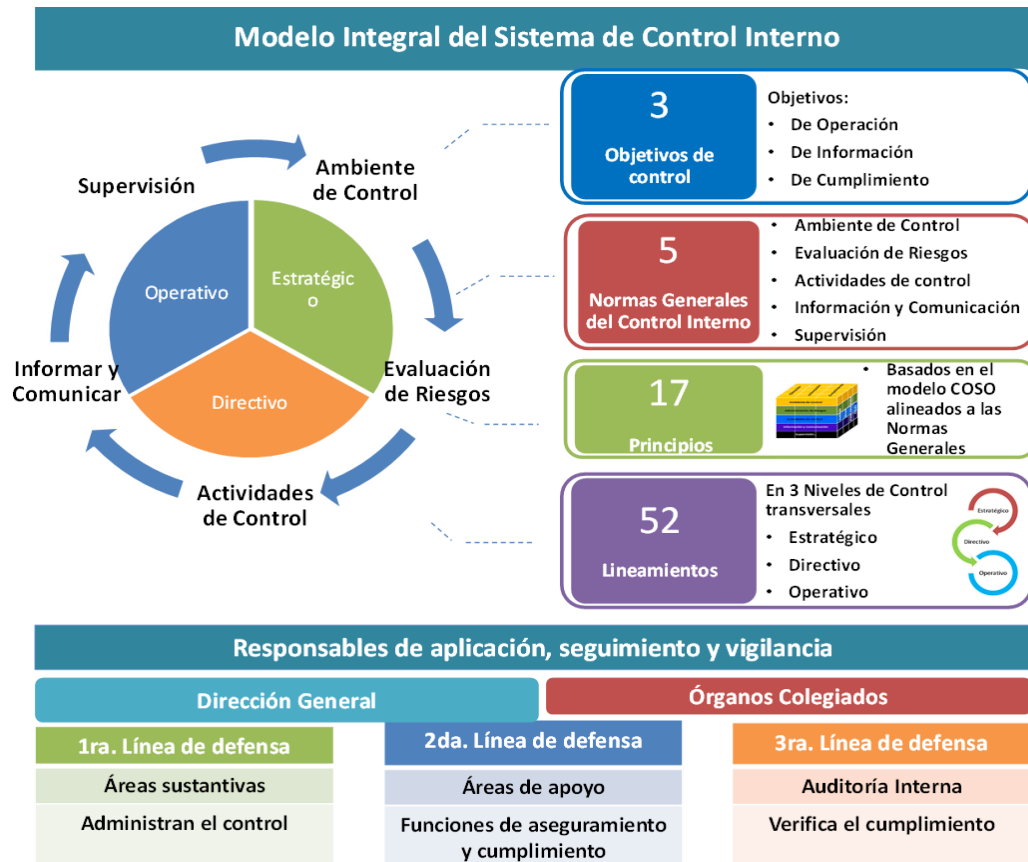 Modelo Integral del Sistema de Control Interno
Supervisión
Ambiente
de Control
Operativo
Estratégic
o
Directivo
Informar y
Comunicar
Evaluación
de Riesgos
Actividades
de Control
3
Objetivos de
control
Objetivos:
• De Operación
• De Información
• De Cumplimiento
5
Normas Generales
del Control Interno
• Ambiente de Control
• Evaluación de Riesgos
• Actividades de control
• Información y Comunicación
• Supervisión
17
Principios
• Basados en el
modelo COSO
alineados a las
Normas
Generales
52
Lineamientos
En 3 Niveles de Control
transversales
• Estratégico
• Directivo
• Operativo
Estratégico
Directivo
Operativo
Responsables de aplicación, seguimiento y vigilancia
Dirección General
Órganos Colegiados
1ra. Línea de defensa
Áreas sustantivas
Administran el control
2da. Línea de defensa
Áreas de apoyo
Funciones de aseguramiento
y cumplimiento
3ra. Línea de defensa
Auditoría Interna
Verifica el cumplimiento